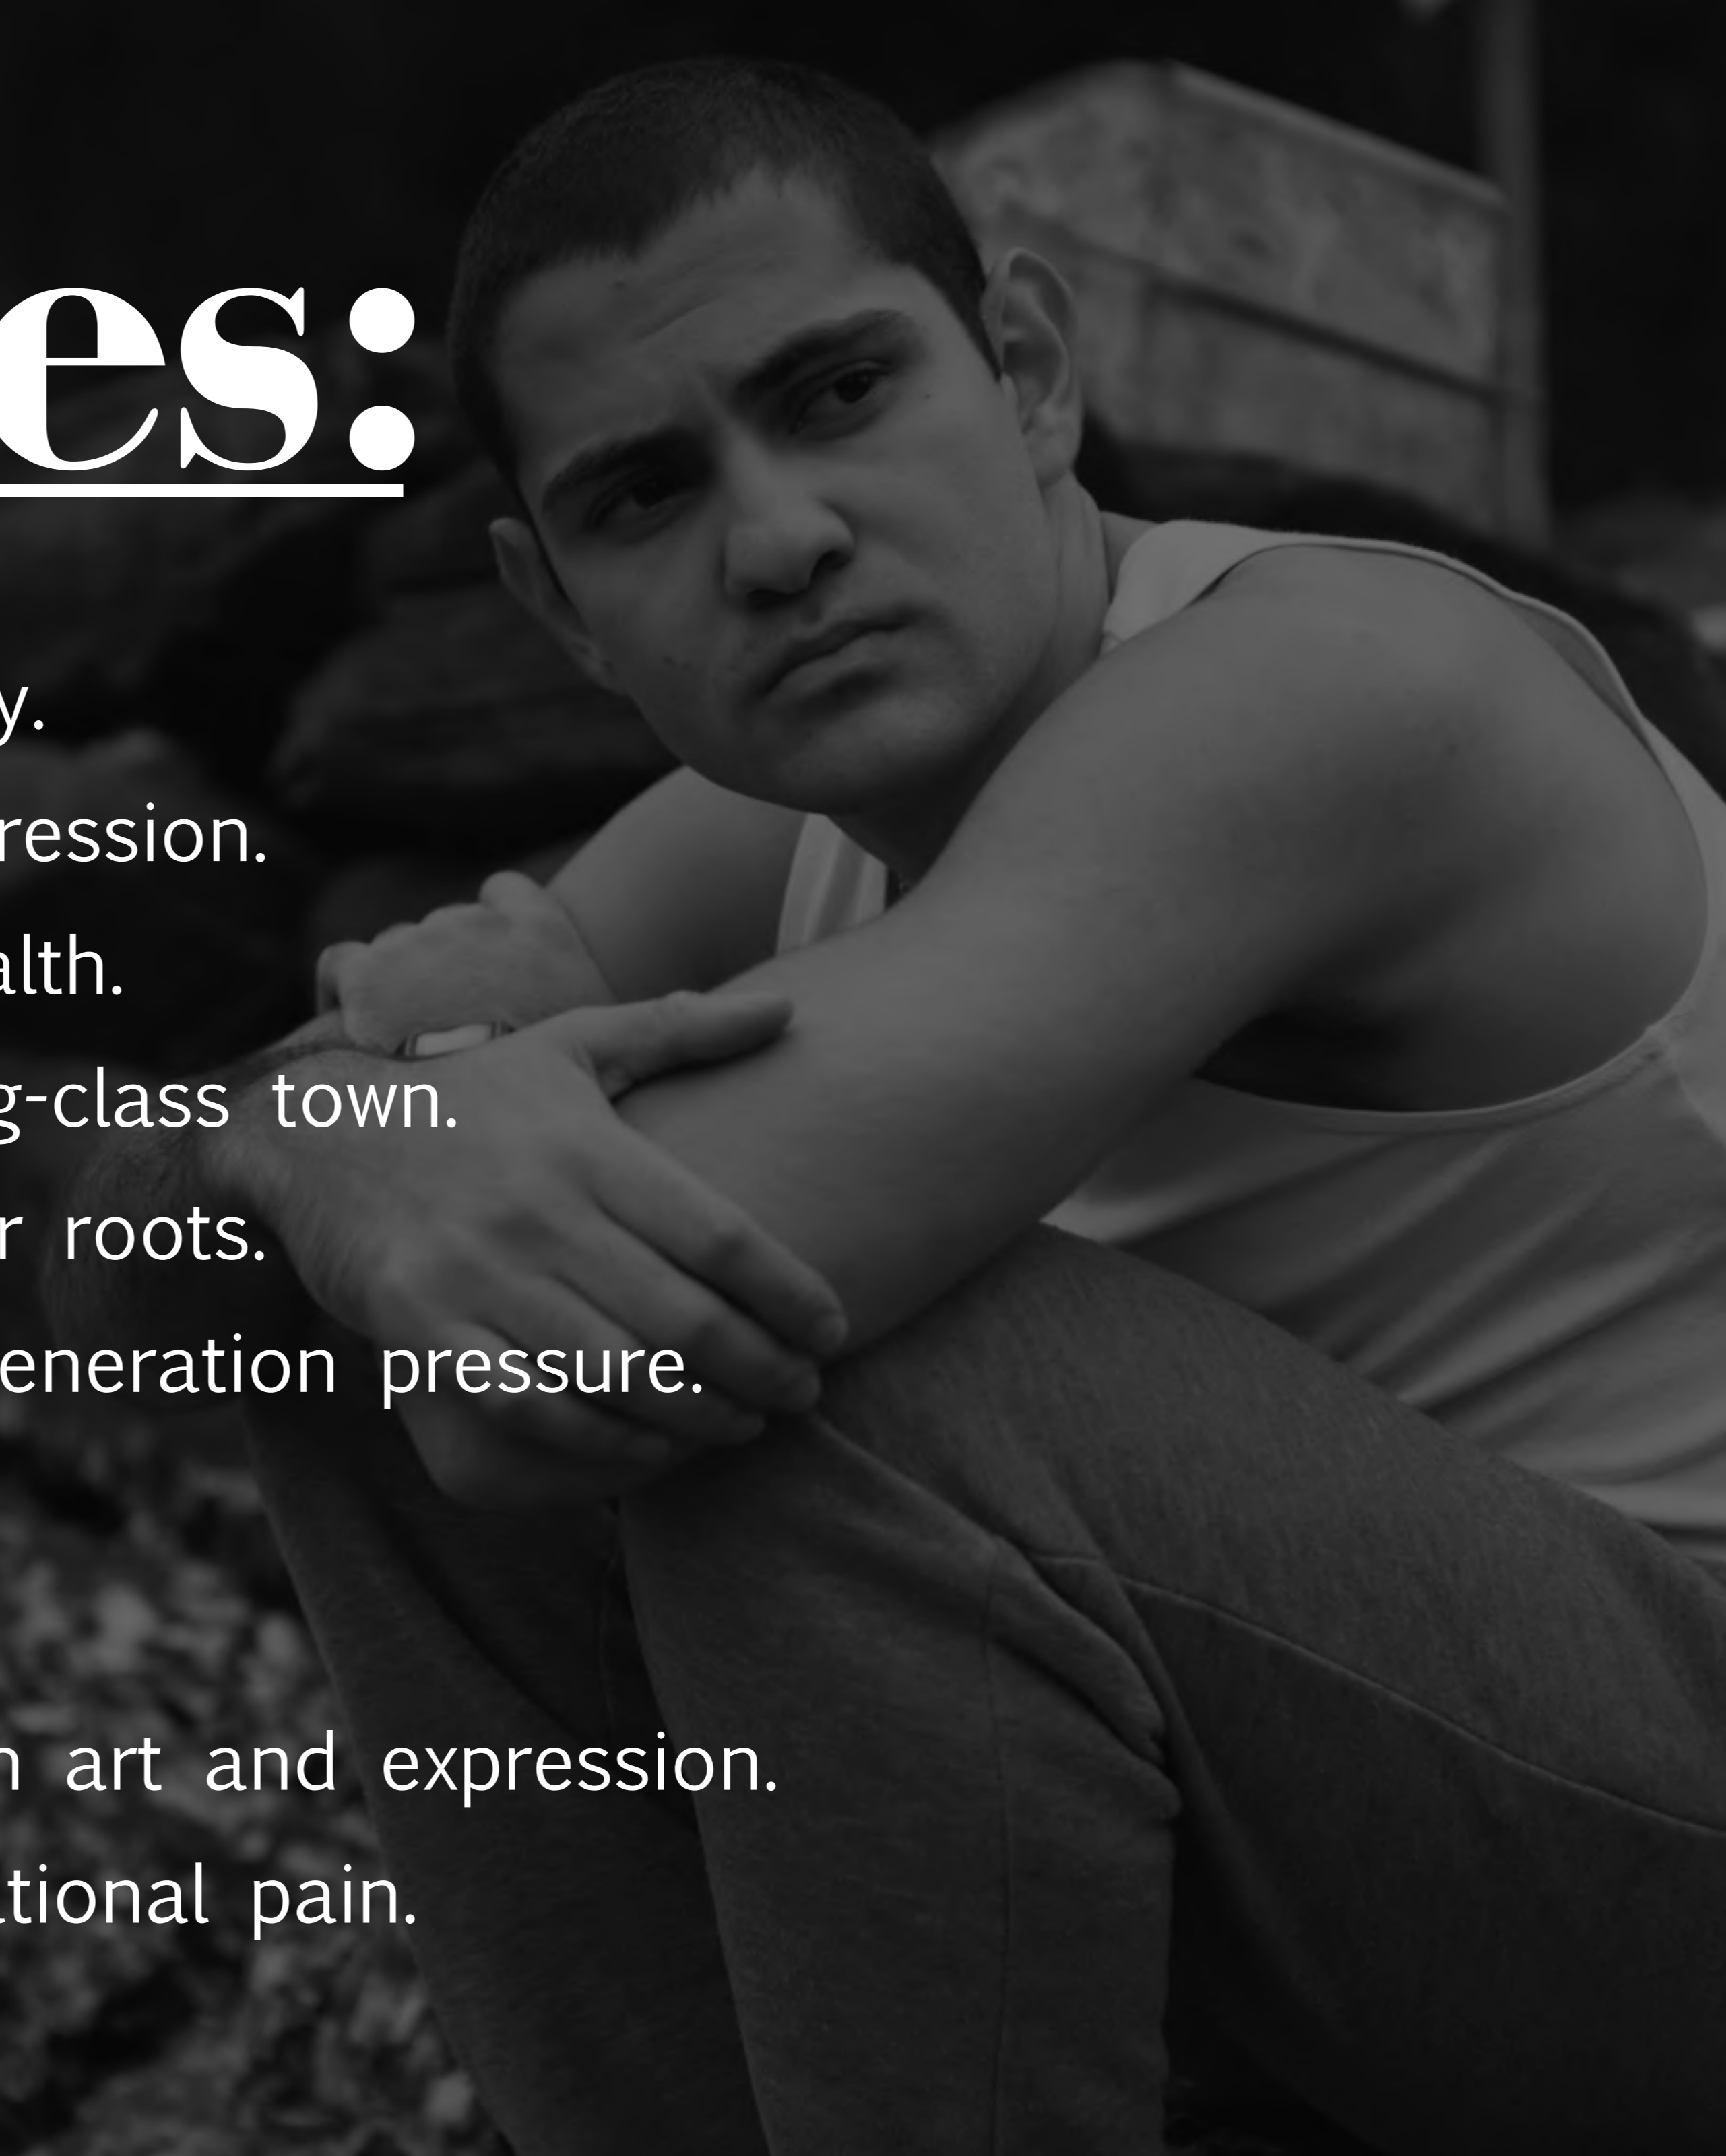 es:
y.
ression.
alth.
g-class town.
r roots.
eneration pressure.
n art and expression.
tional pain.